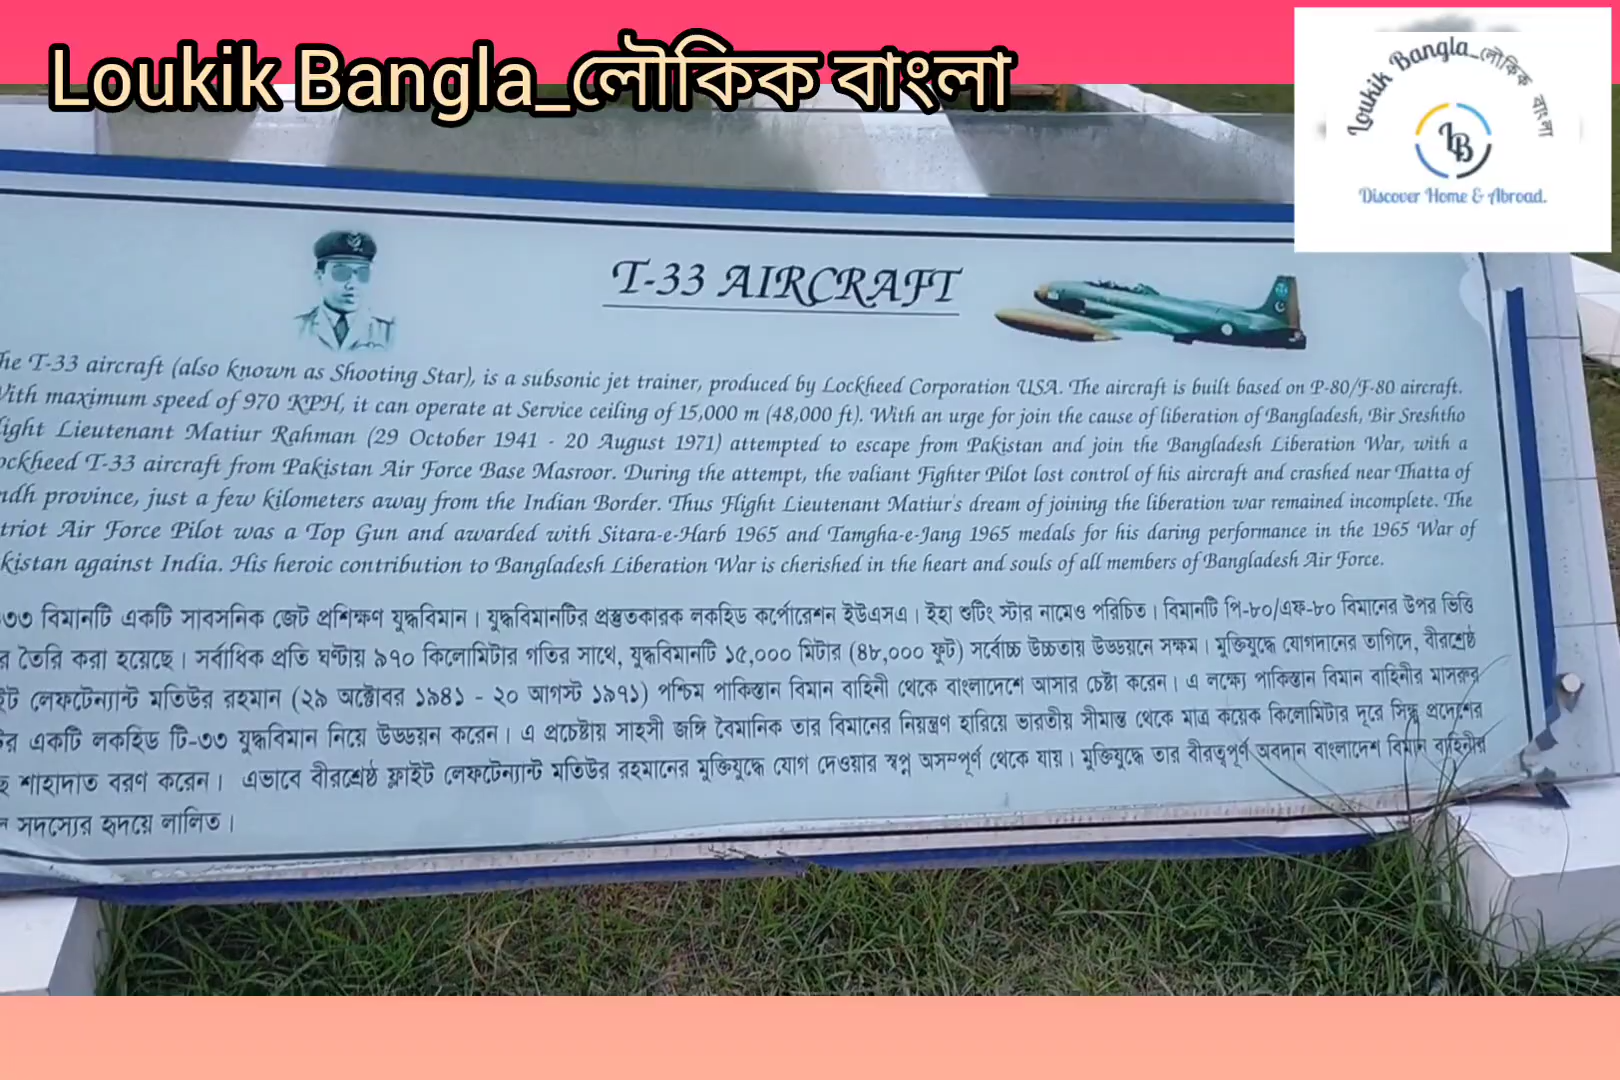 Loukik Bangla_লৌকিক বাংলা
Loukik Bangla_লৌকিক বাংলা
LB
Discover Home & Abroad.
T-33 AIRCRAFT
he T-33 aircraft (also known as Shooting Star), is a subsonic jet trainer, produced by Lockheed Corporation USA. The aircraft is built based on P-80/F-80 aircraft.
ith maximum speed of 970 KPH, it can operate at Service ceiling of 15,000 m (48,000 ft). With an urge for join the cause of liberation of Bangladesh, Bir Sreshtho
ight Lieutenant Matiur Rahman (29 October 1941 - 20 August 1971) attempted to escape from Pakistan and join the Bangladesh Liberation War, with a
ockheed T-33 aircraft from Pakistan Air Force Base Masroor. During the attempt, the valiant Fighter Pilot lost control of his aircraft and crashed near Thatta of
ndh province, just a few kilometers away from the Indian Border. Thus Flight Lieutenant Matiur's dream of joining the liberation war remained incomplete. The
triot Air Force Pilot was a Top Gun and awarded with Sitara-e-Harb 1965 and Tamgha-e-Jang 1965 medals for his daring performance in the 1965 War of
kistan against India. His heroic contribution to Bangladesh Liberation War is cherished in the heart and souls of all members of Bangladesh Air Force.
৩৩ বিমানটি একটি সাবসনিক জেট প্রশিক্ষণ যুদ্ধবিমান। যুদ্ধবিমানটির প্রস্তুতকারক লকহিড কর্পোরেশন ইউএসএ। ইহা শুটিং স্টার নামেও পরিচিত। বিমানটি পি-৮০/এফ-৮০ বিমানের উপর ভিত্তি
র তৈরি করা হয়েছে। সর্বাধিক প্রতি ঘণ্টায় ৯৭০ কিলোমিটার গতির সাথে, যুদ্ধবিমানটি ১৫,০০০ মিটার (৪৮,০০০ ফুট) সর্বোচ্চ উচ্চতায় উড্ডয়নে সক্ষম। মুক্তিযুদ্ধে যোগদানের তাগিদে, বীরশ্রেষ্ঠ
ইট লেফটেন্যান্ট মতিউর রহমান (২৯ অক্টোবর ১৯৪১ - ২০ আগস্ট ১৯৭১) পশ্চিম পাকিস্তান বিমান বাহিনী থেকে বাংলাদেশে আসার চেষ্টা করেন। এ লক্ষ্যে পাকিস্তান বিমান বাহিনীর মাসরুর
র একটি লকহিড টি-৩৩ যুদ্ধবিমান নিয়ে উড্ডয়ন করেন। এ প্রচেষ্টায় সাহসী জঙ্গি বৈমানিক তার বিমানের নিয়ন্ত্রণ হারিয়ে ভারতীয় সীমান্ত থেকে মাত্র কয়েক কিলোমিটার দূরে সিন্ধু প্রদেশের
শাহাদাত বরণ করেন। এভাবে বীরশ্রেষ্ঠ ফ্লাইট লেফটেন্যান্ট মতিউর রহমানের মুক্তিযুদ্ধে যোগ দেওয়ার স্বপ্ন অসম্পূর্ণ থেকে যায়। মুক্তিযুদ্ধে তার বীরত্বপূর্ণ অবদান বাংলাদেশ বিমান বাহিনীর
সদস্যের হৃদয়ে লালিত।